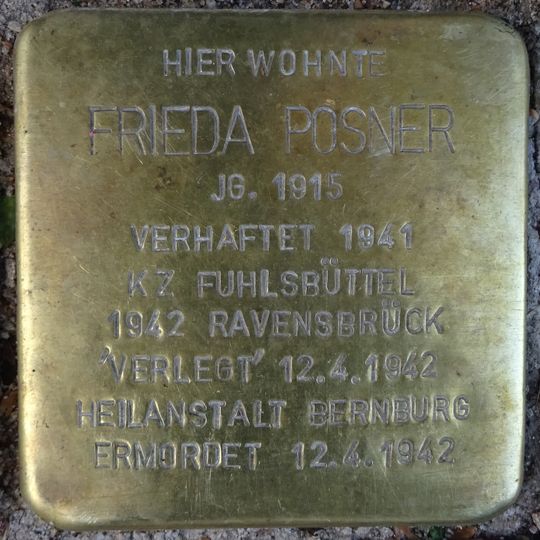 HIER WOHNTE
FRIEDA POSNER
JG. 1915
VERHAFTET 1941
KZ FUHLSBÜTTEL
1942 RAVENSBRÜCK
'VERLEGT' 12.4.1942
HEILANSTALT BERNBURG
ERMORDET 12.4.1942